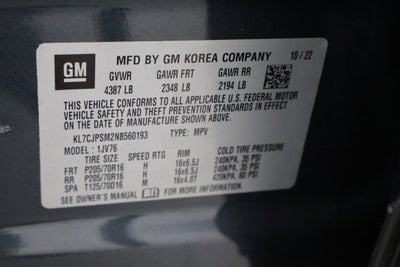 GM
MFD BY GM KOREA COMPANY 10/22
GVWR GAWR FRT GAWR RR
4387 LB 2348 LB 2194 LB
THIS VEHICLE CONFORMS TO ALL APPLICABLE U.S. FEDERAL MOTOR
VEHICLE SAFETY AND THEFT PREVENTION STANDARDS IN EFFECT ON THE
DATE OF MANUFACTURE SHOWN ABOVE.
KL7CJPSM2NB560193 TYPE: MPV
MODEL: 1JV76
TIRE SIZE SPEED RTG RIM COLD TIRE PRESSURE
FRT P205/70R16 H 16x6.5J 240KPA, 35 PSI
RR P205/70R16 H 16x6.5J 240KPA, 35 PSI
SPA T125/70D16 M 16x4.0T 420KPA, 60 PSI
SEE OWNER'S MANUAL FOR MORE INFORMATION.